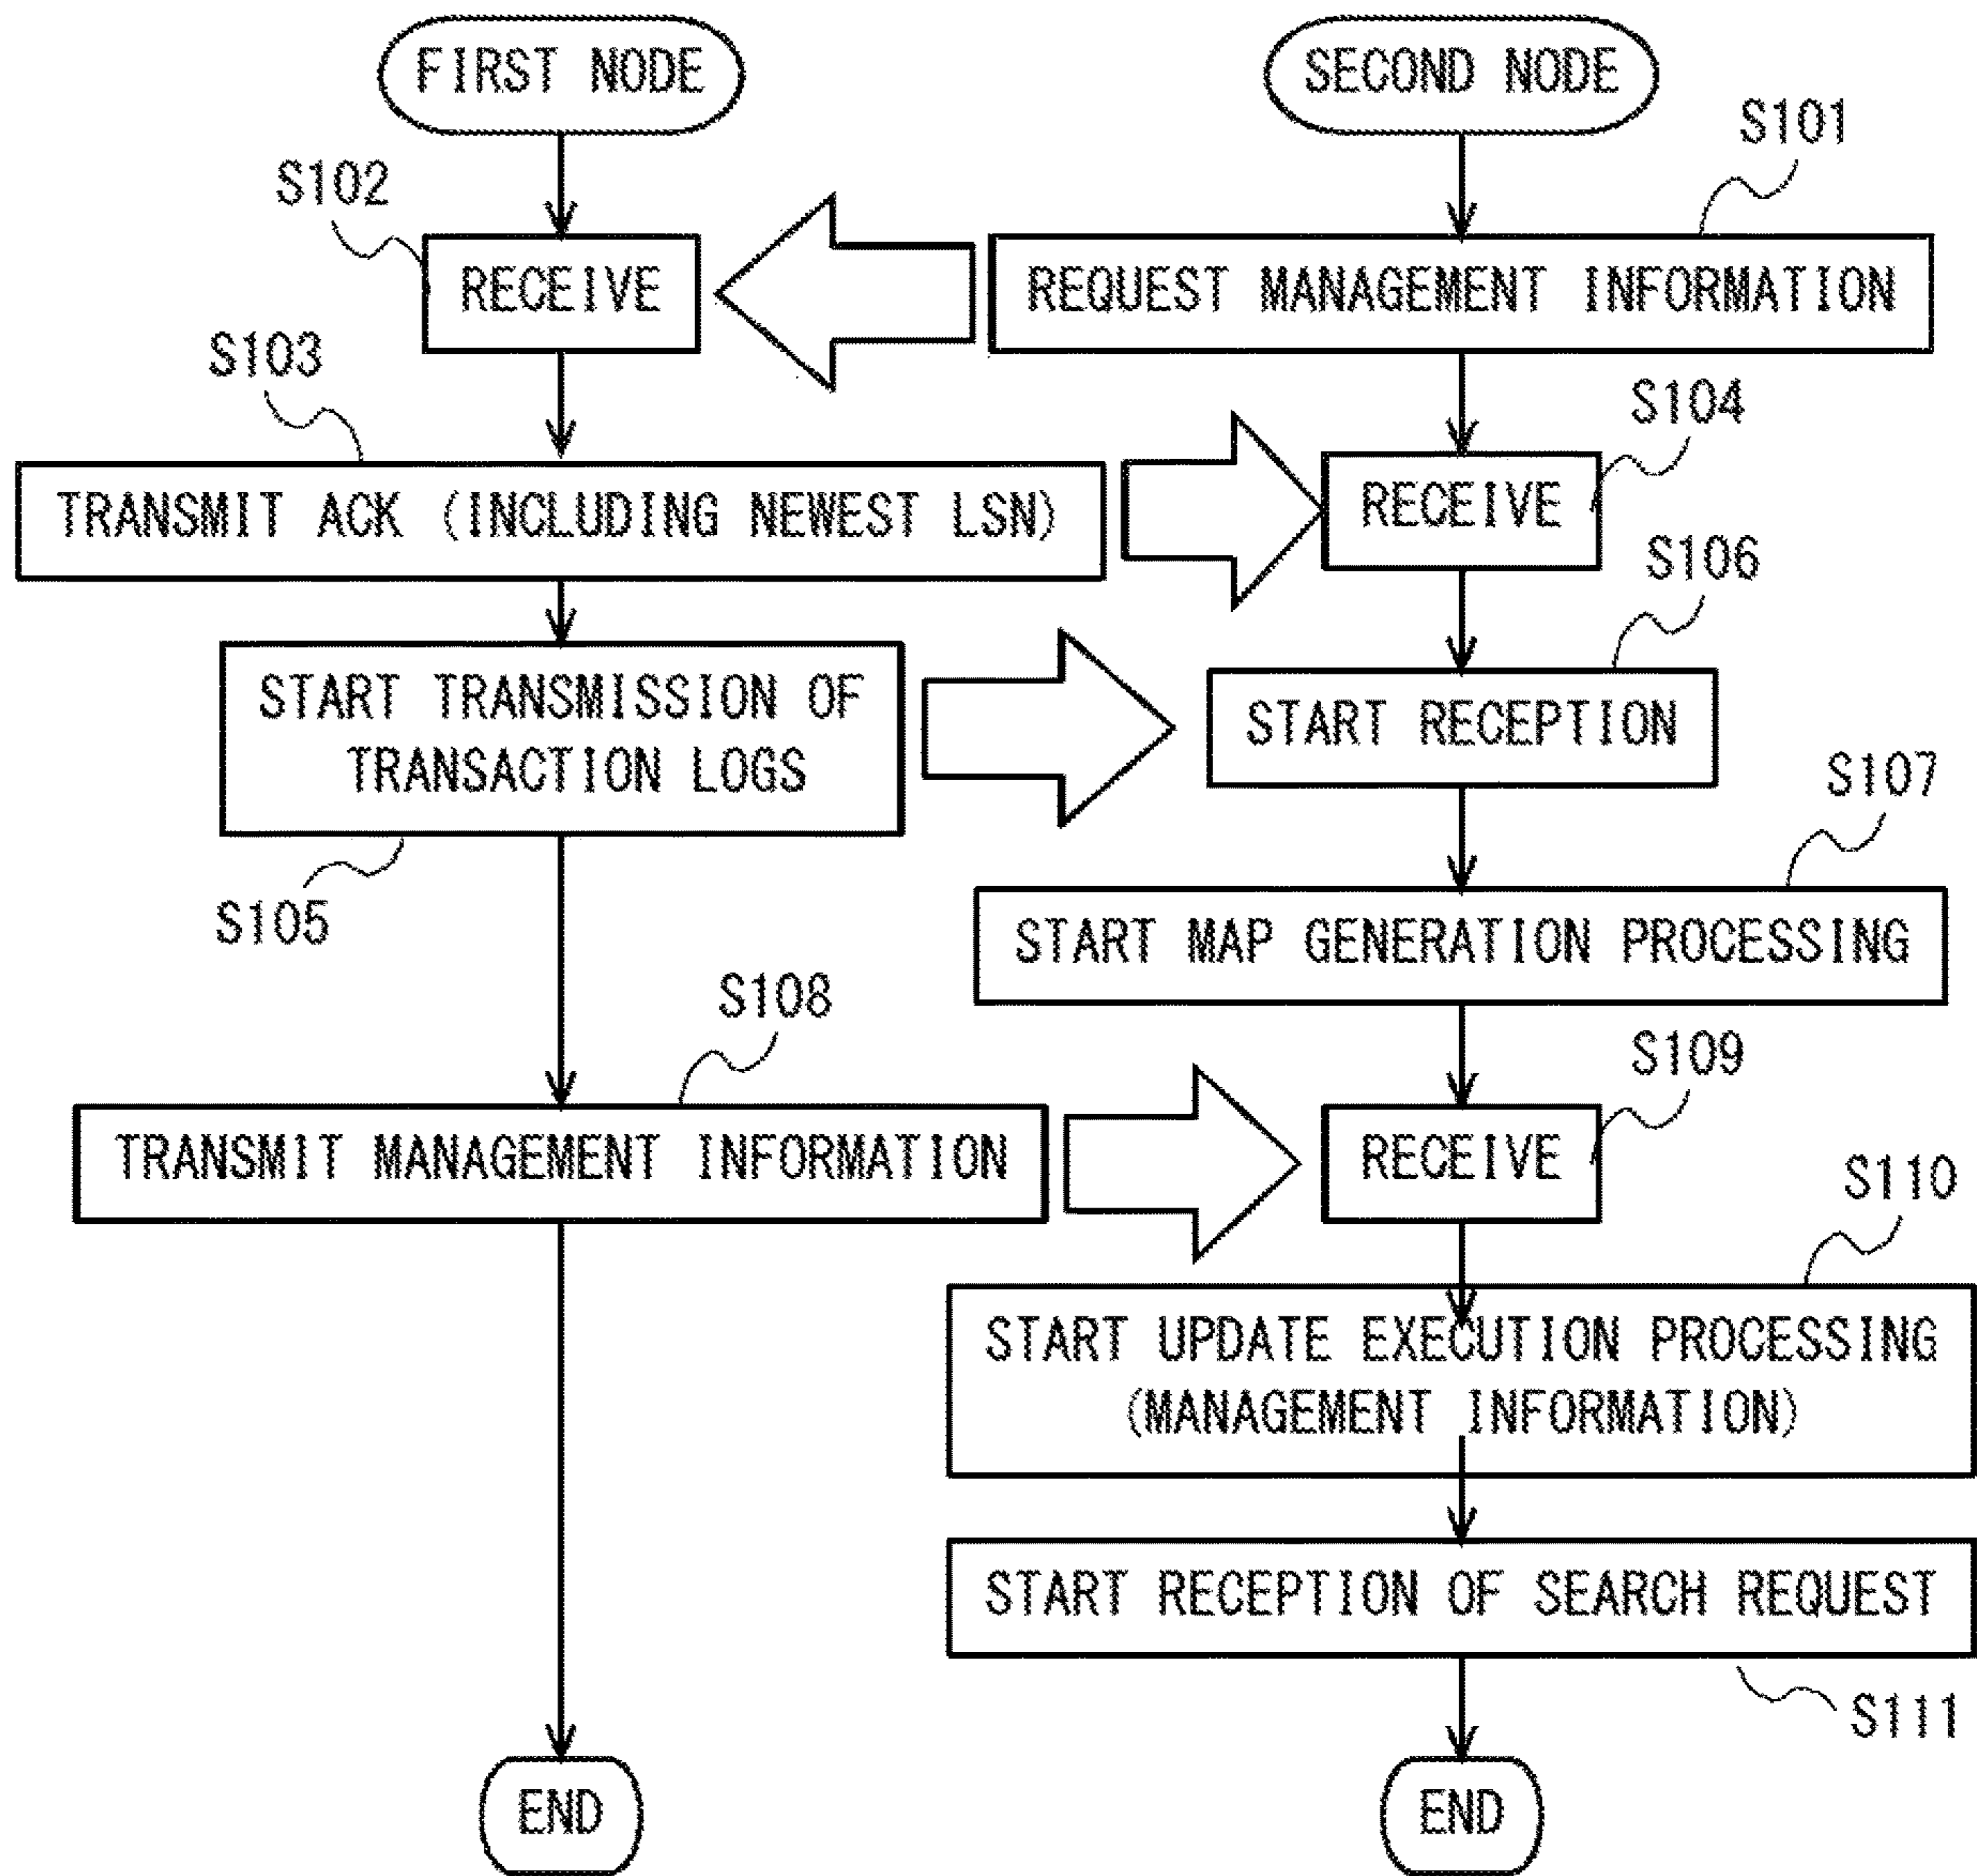 FIRST NODE
SECOND NODE
S101
S102
RECEIVE
REQUEST MANAGEMENT INFORMATION
S103
S104
TRANSMIT ACK (INCLUDING NEWEST LSN)
RECEIVE
S106
START TRANSMISSION OF
TRANSACTION LOGS
START RECEPTION
S107
S105
START MAP GENERATION PROCESSING
S108
S109
TRANSMIT MANAGEMENT INFORMATION
RECEIVE
S110
START UPDATE EXECUTION PROCESSING
(MANAGEMENT INFORMATION)
START RECEPTION OF SEARCH REQUEST
S111
END
END